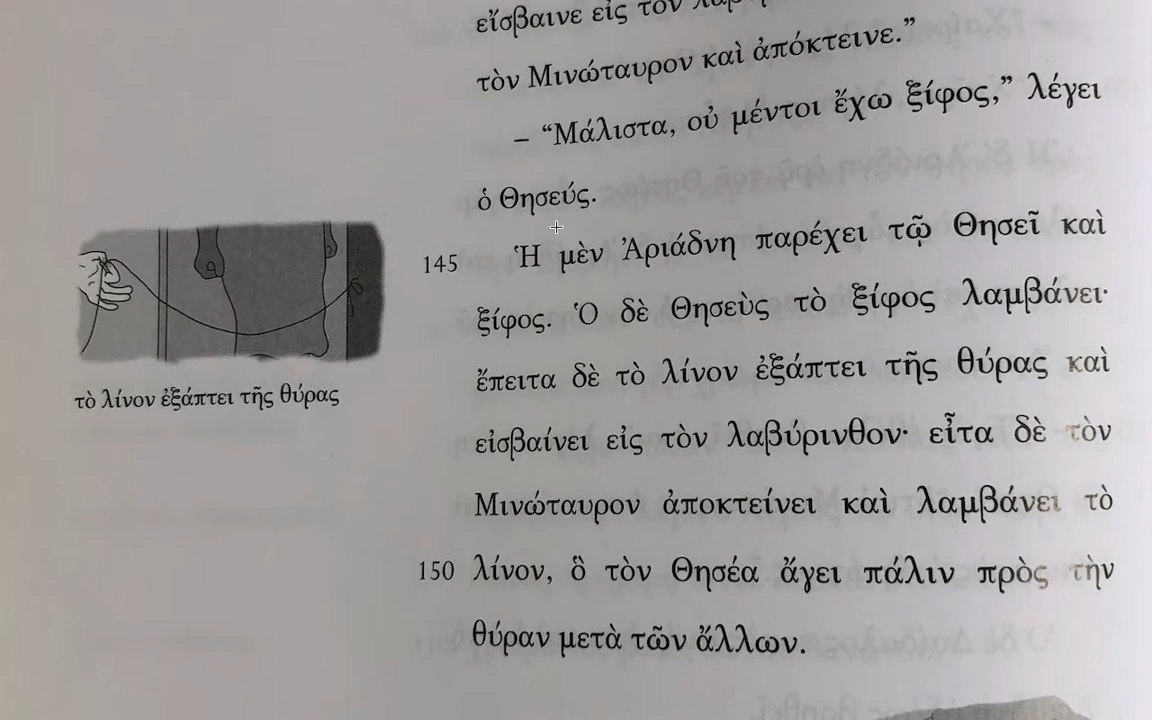 εἴσβαινε εἰς τὸν
τὸν Μινώταυρον καὶ ἀπόκτεινε.”
– “Μάλιστα, οὐ μέντοι ἔχω ξίφος,” λέγει
ὁ Θησεύς.
145 Ἡ μὲν Ἀριάδνη παρέχει τῷ Θησεῖ καὶ
ξίφος. Ὁ δὲ Θησεὺς τὸ ξίφος λαμβάνει·
ἔπειτα δὲ τὸ λίνον ἐξάπτει τῆς θύρας καὶ
τὸ λίνον ἐξάπτει τῆς θύρας
εἰσβαίνει εἰς τὸν λαβύρινθον· εἶτα δὲ τὸν
Μινώταυρον ἀποκτείνει καὶ λαμβάνει τὸ
150 λίνον, ὃ τὸν Θησέα ἄγει πάλιν πρὸς τὴν
θύραν μετὰ τῶν ἄλλων.